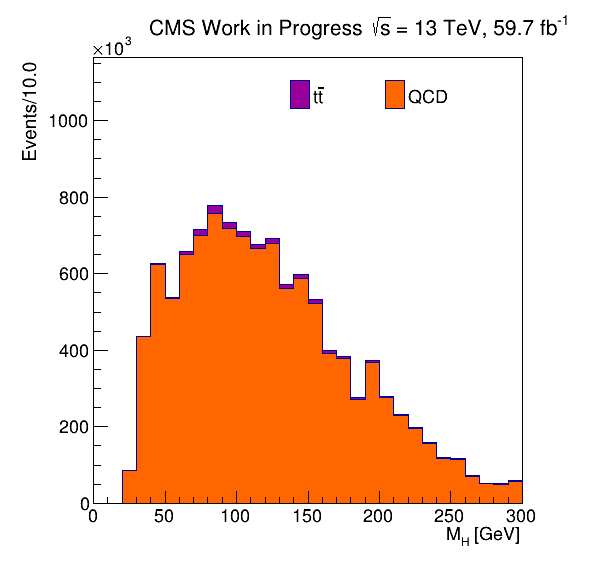 CMS Work in Progress √s = 13 TeV, 59.7 fb⁻¹
×10³
Events/10.0
tt̄
QCD
1000
800
600
400
200
0
0 50 100 150 200 250 300
M_H [GeV]